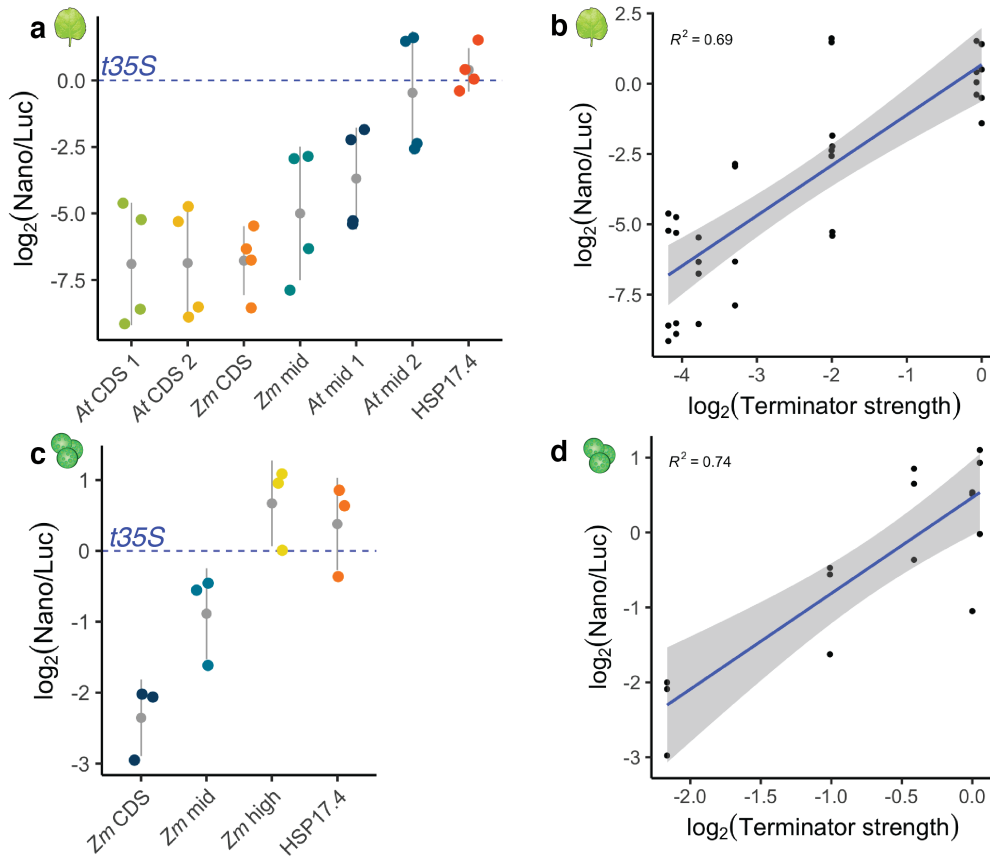 a
t35S
log2(Nano/Luc)
0.0
-2.5
-5.0
-7.5
At CDS 1
At CDS 2
Zm CDS
Zm mid
At mid 1
At mid 2
HSP17.4
b
R² = 0.69
log2(Nano/Luc)
2.5
0.0
-2.5
-5.0
-7.5
-4 -3 -2 -1 0
log2(Terminator strength)
c
t35S
log2(Nano/Luc)
1
0
-1
-2
-3
Zm CDS
Zm mid
Zm high
HSP17.4
d
R² = 0.74
log2(Nano/Luc)
1
0
-1
-2
-3
-2.0 -1.5 -1.0 -0.5 0.0
log2(Terminator strength)